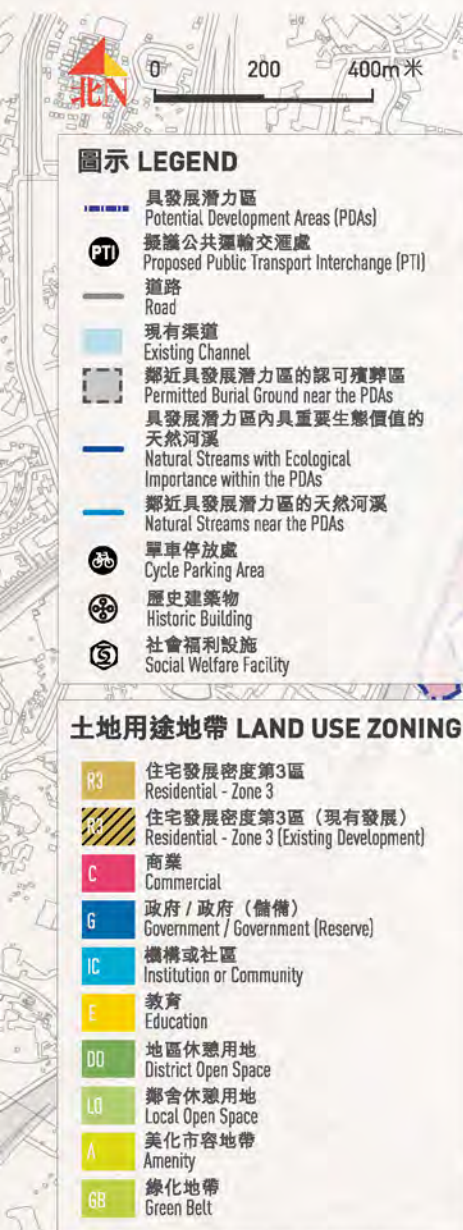 北N
0 200 400m米
圖示 LEGEND
具發展潛力區
Potential Development Areas (PDAs)
PTI
擬議公共運輸交滙處
Proposed Public Transport Interchange (PTI)
道路
Road
現有渠道
Existing Channel
鄰近具發展潛力區的認可殯葬區
Permitted Burial Ground near the PDAs
具發展潛力區內具重要生態價值的
天然河溪
Natural Streams with Ecological
Importance within the PDAs
鄰近具發展潛力區的天然河溪
Natural Streams near the PDAs
單車停放處
Cycle Parking Area
歷史建築物
Historic Building
S
社會福利設施
Social Welfare Facility
土地用途地帶 LAND USE ZONING
R3
住宅發展密度第3區
Residential - Zone 3
R3
住宅發展密度第3區（現有發展）
Residential - Zone 3 (Existing Development)
C
商業
Commercial
G
政府 / 政府（儲備）
Government / Government (Reserve)
IC
機構或社區
Institution or Community
E
教育
Education
DO
地區休憩用地
District Open Space
LO
鄰舍休憩用地
Local Open Space
A
美化市容地帶
Amenity
GB
綠化地帶
Green Belt